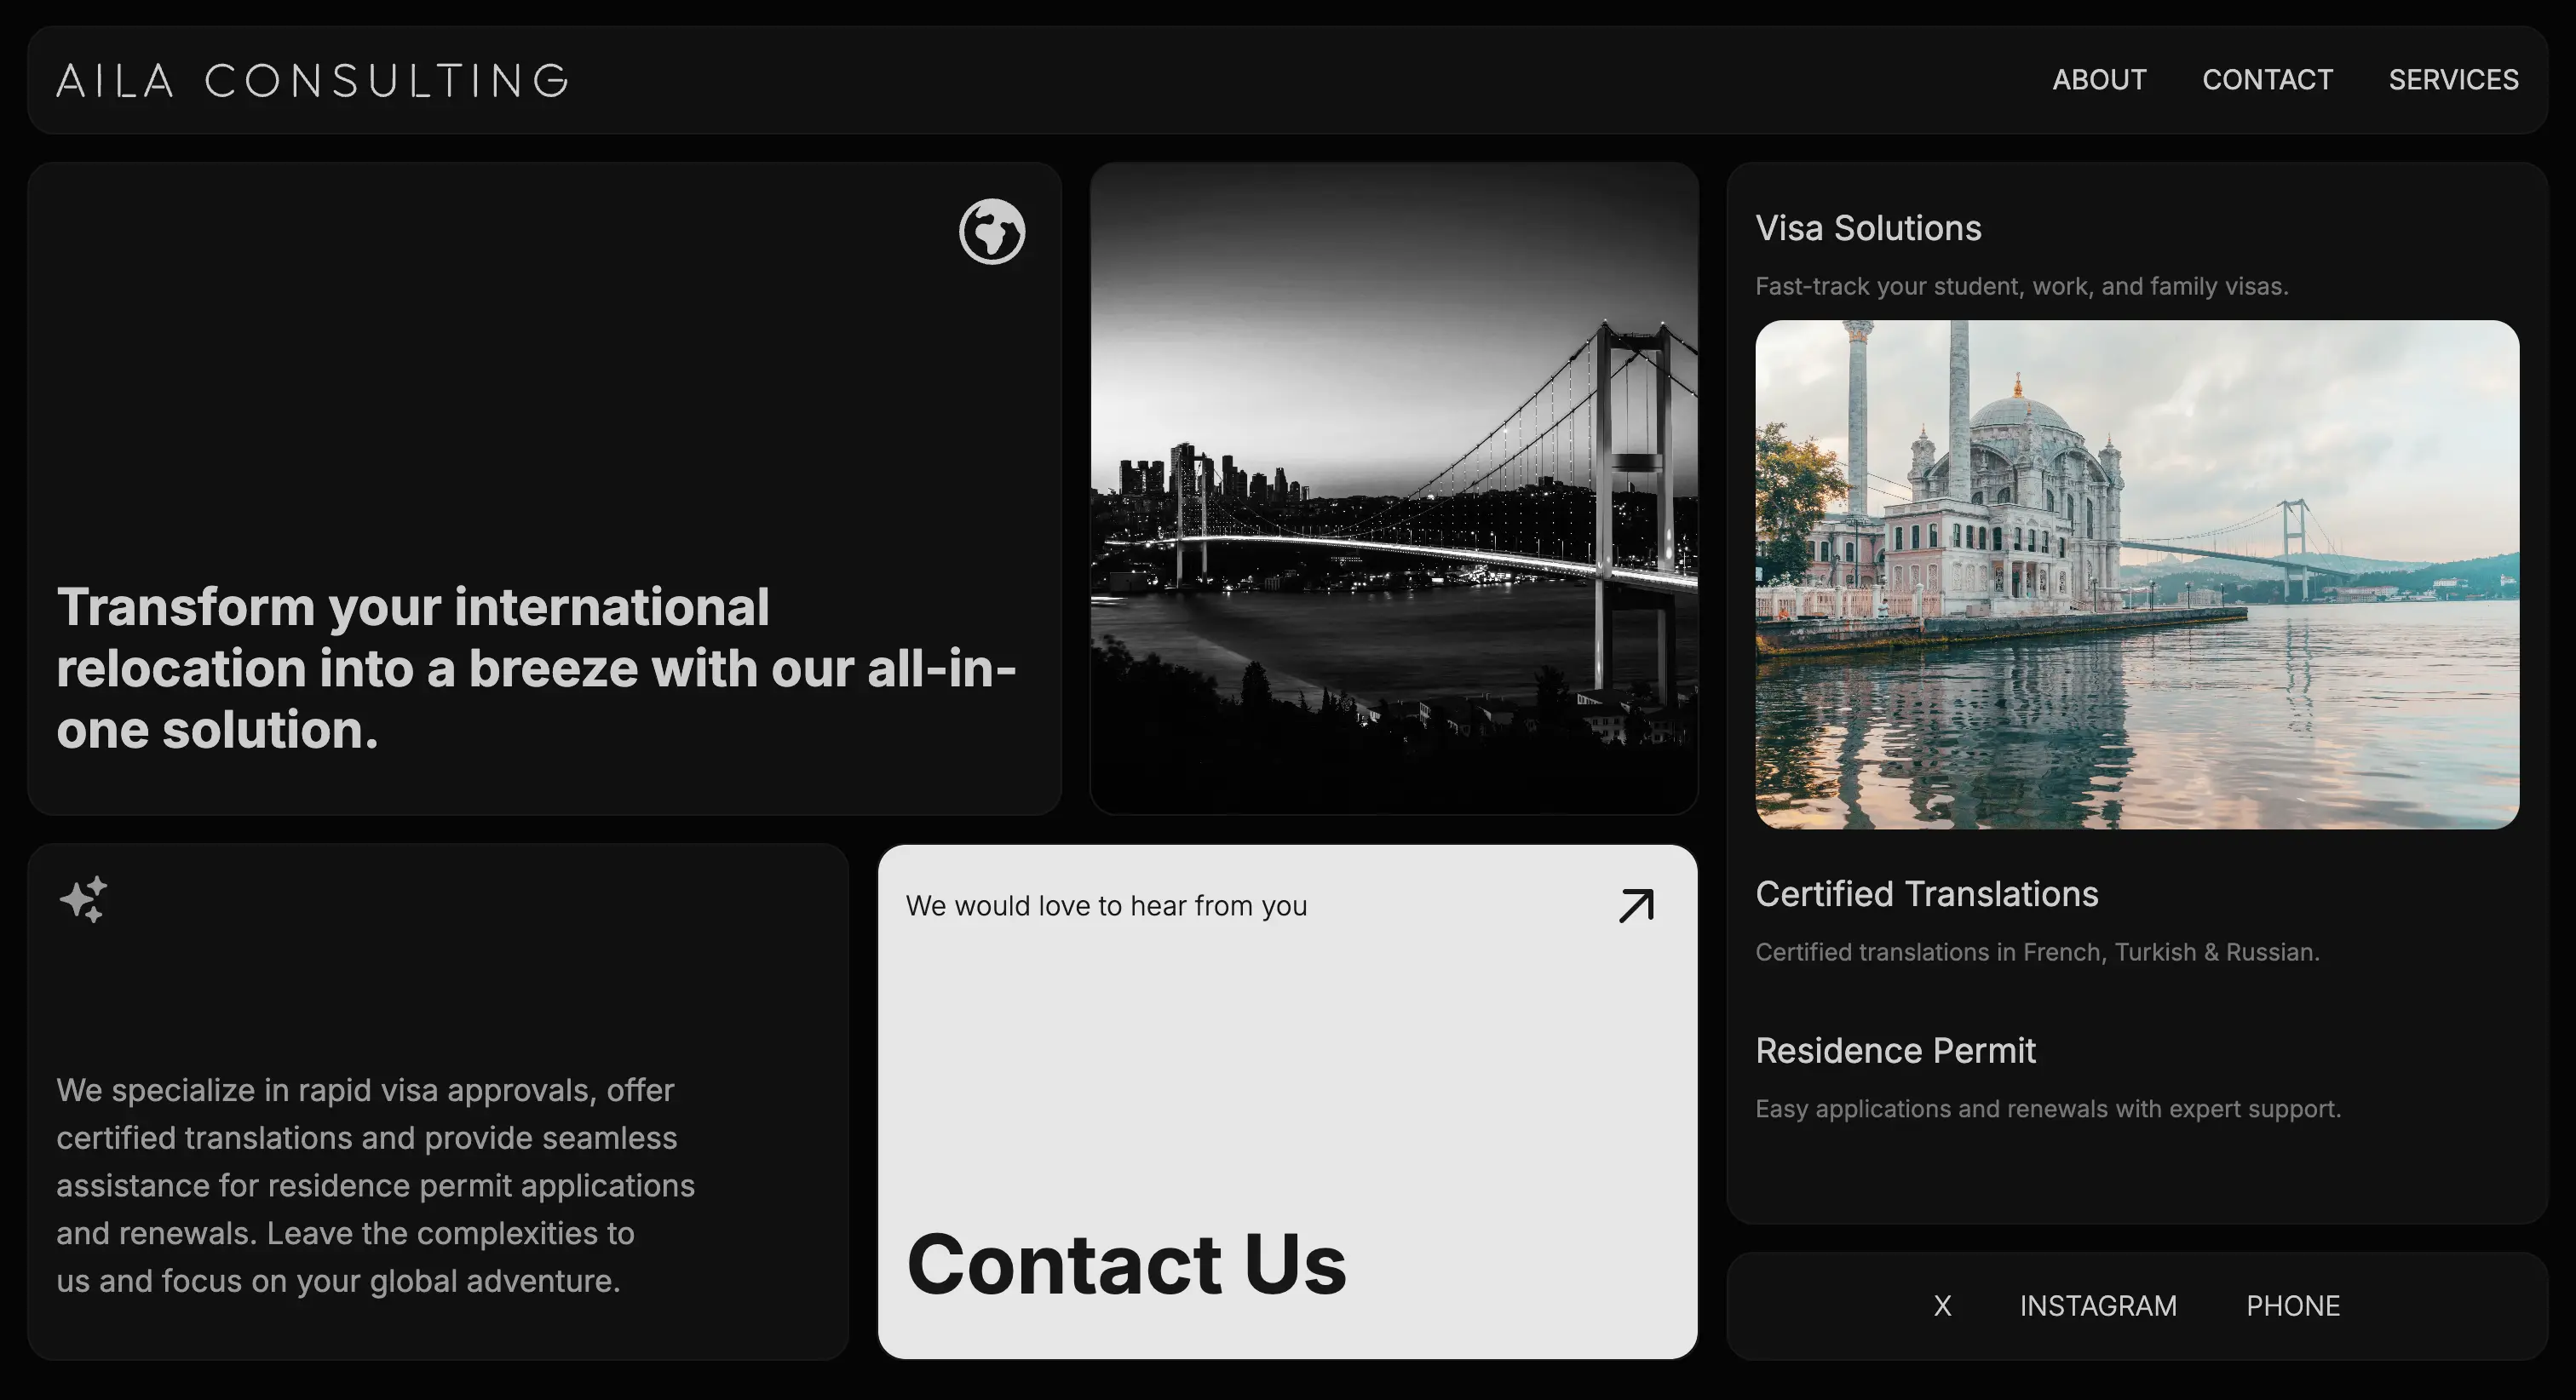 AILA CONSULTING
ABOUT
CONTACT
SERVICES
Transform your international
relocation into a breeze with our all-in-
one solution.
Visa Solutions
Fast-track your student, work, and family visas.
Certified Translations
Certified translations in French, Turkish & Russian.
Residence Permit
Easy applications and renewals with expert support.
We specialize in rapid visa approvals, offer
certified translations and provide seamless
assistance for residence permit applications
and renewals. Leave the complexities to
us and focus on your global adventure.
We would love to hear from you
Contact Us
X
INSTAGRAM
PHONE